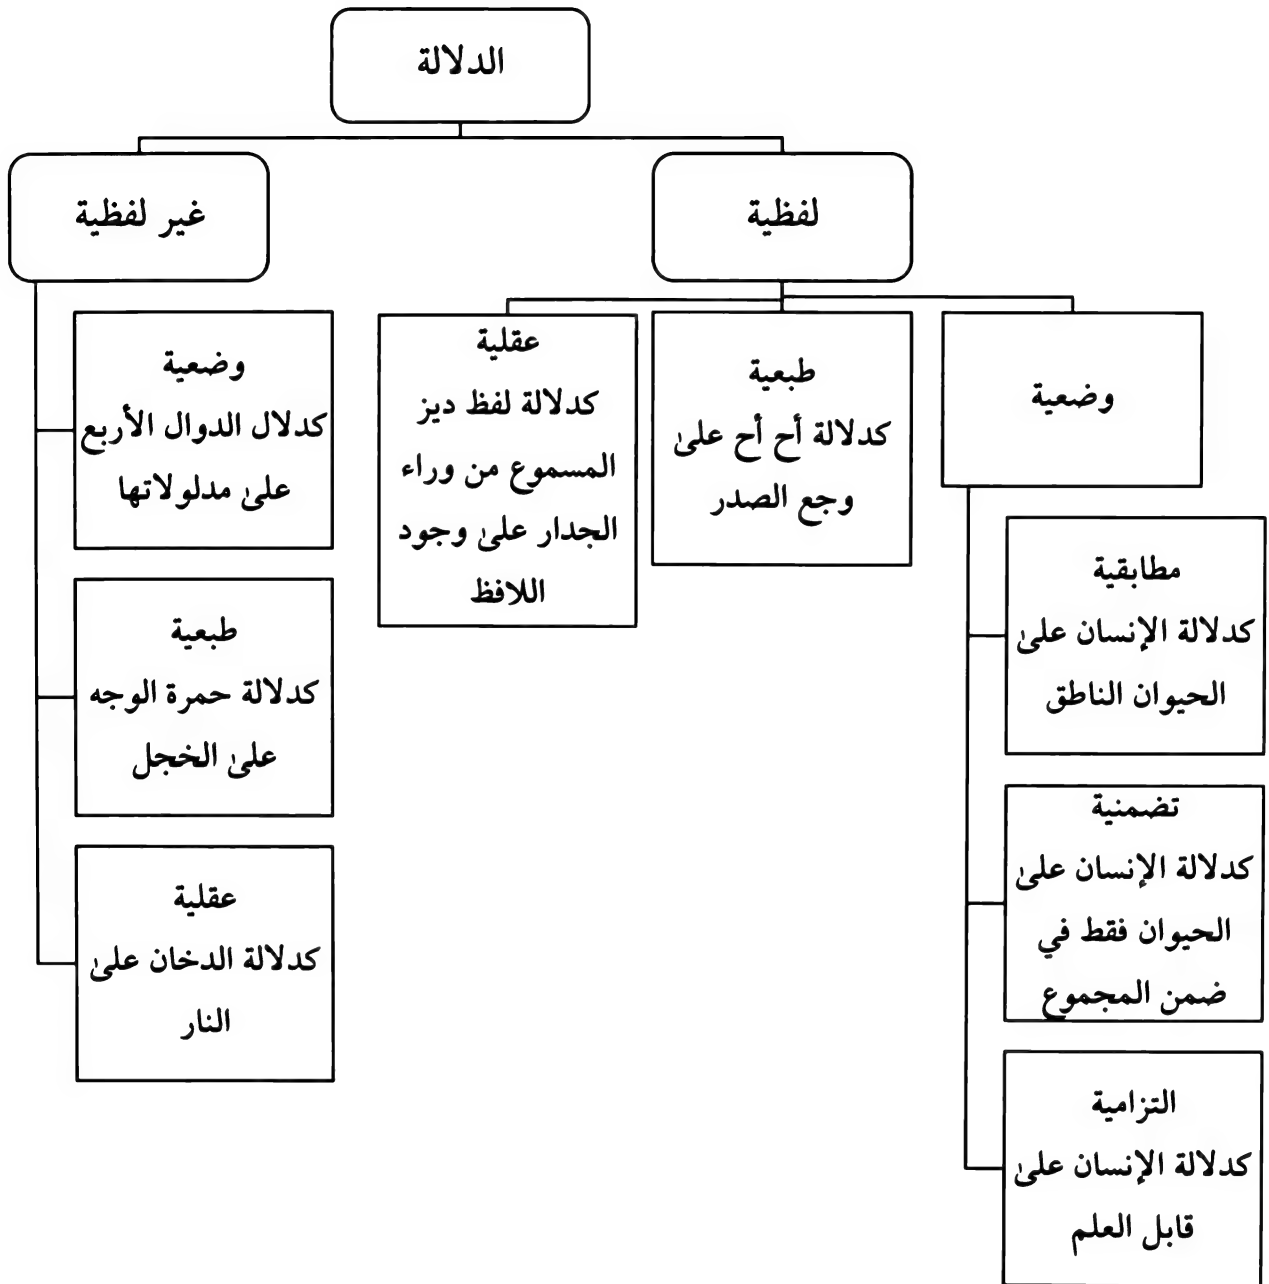 الدلالة
لفظية
غير لفظية
وضعية
مطابقية
كدلالة الإنسان علىٰ
الحيوان الناطق
تضمنية
كدلالة الإنسان علىٰ
الحيوان فقط في
ضمن المجموع
التزامية
كدلالة الإنسان علىٰ
قابل العلم
طبعية
كدلالة أح أح علىٰ
وجع الصدر
عقلية
كدلالة لفظ ديز
المسموع من وراء
الجدار علىٰ وجود
اللافظ
وضعية
كدلال الدوال الأربع
علىٰ مدلولاتها
طبعية
كدلالة حمرة الوجه
علىٰ الخجل
عقلية
كدلالة الدخان علىٰ
النار